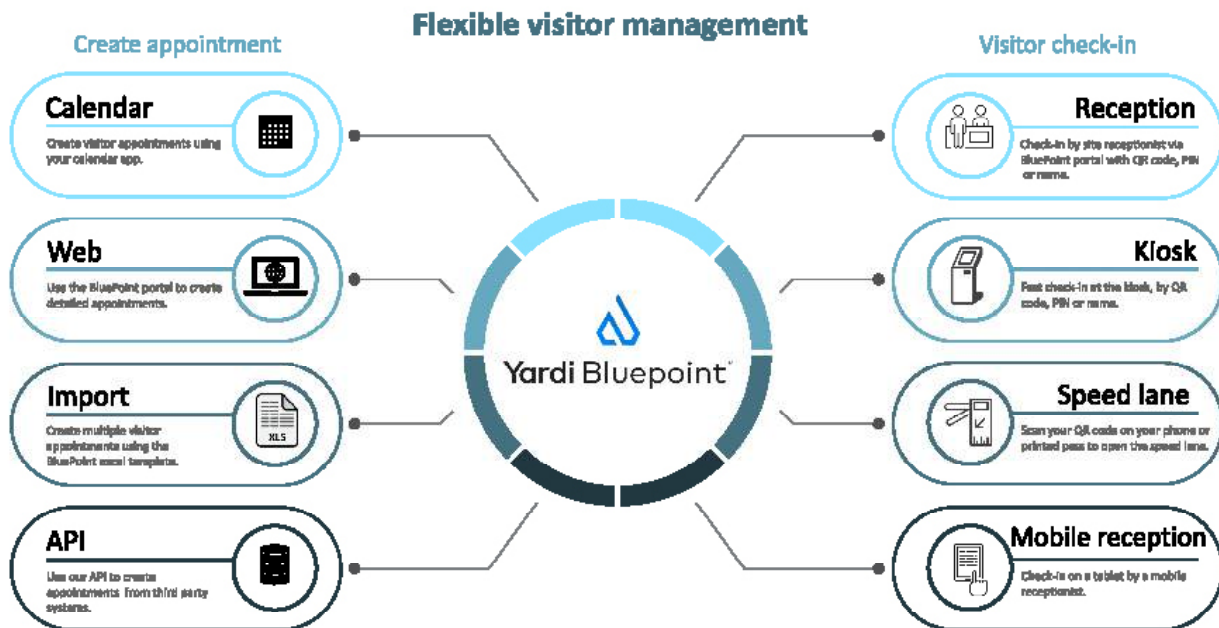 Flexible visitor management
Create appointment
Calendar
Create visitor appointments using
your calendar app.
Web
Use the BluePoint portal to create
detailed appointments.
Import
Create multiple visitor
appointments using the
BluePoint excel template.
XLS
API
Use our API to create
appointments from third party
systems.
Yardi Bluepoint
Visitor check-in
Reception
Check-in by site receptionist via
BluePoint portal with QR code, PIN
or name.
Kiosk
Fast check-in at the kiosk, by QR
code, PIN or name.
Speed lane
Scan your QR code on your phone or
printed pass to open the speed lane.
Mobile reception
Check-in on a tablet by a mobile
receptionist.